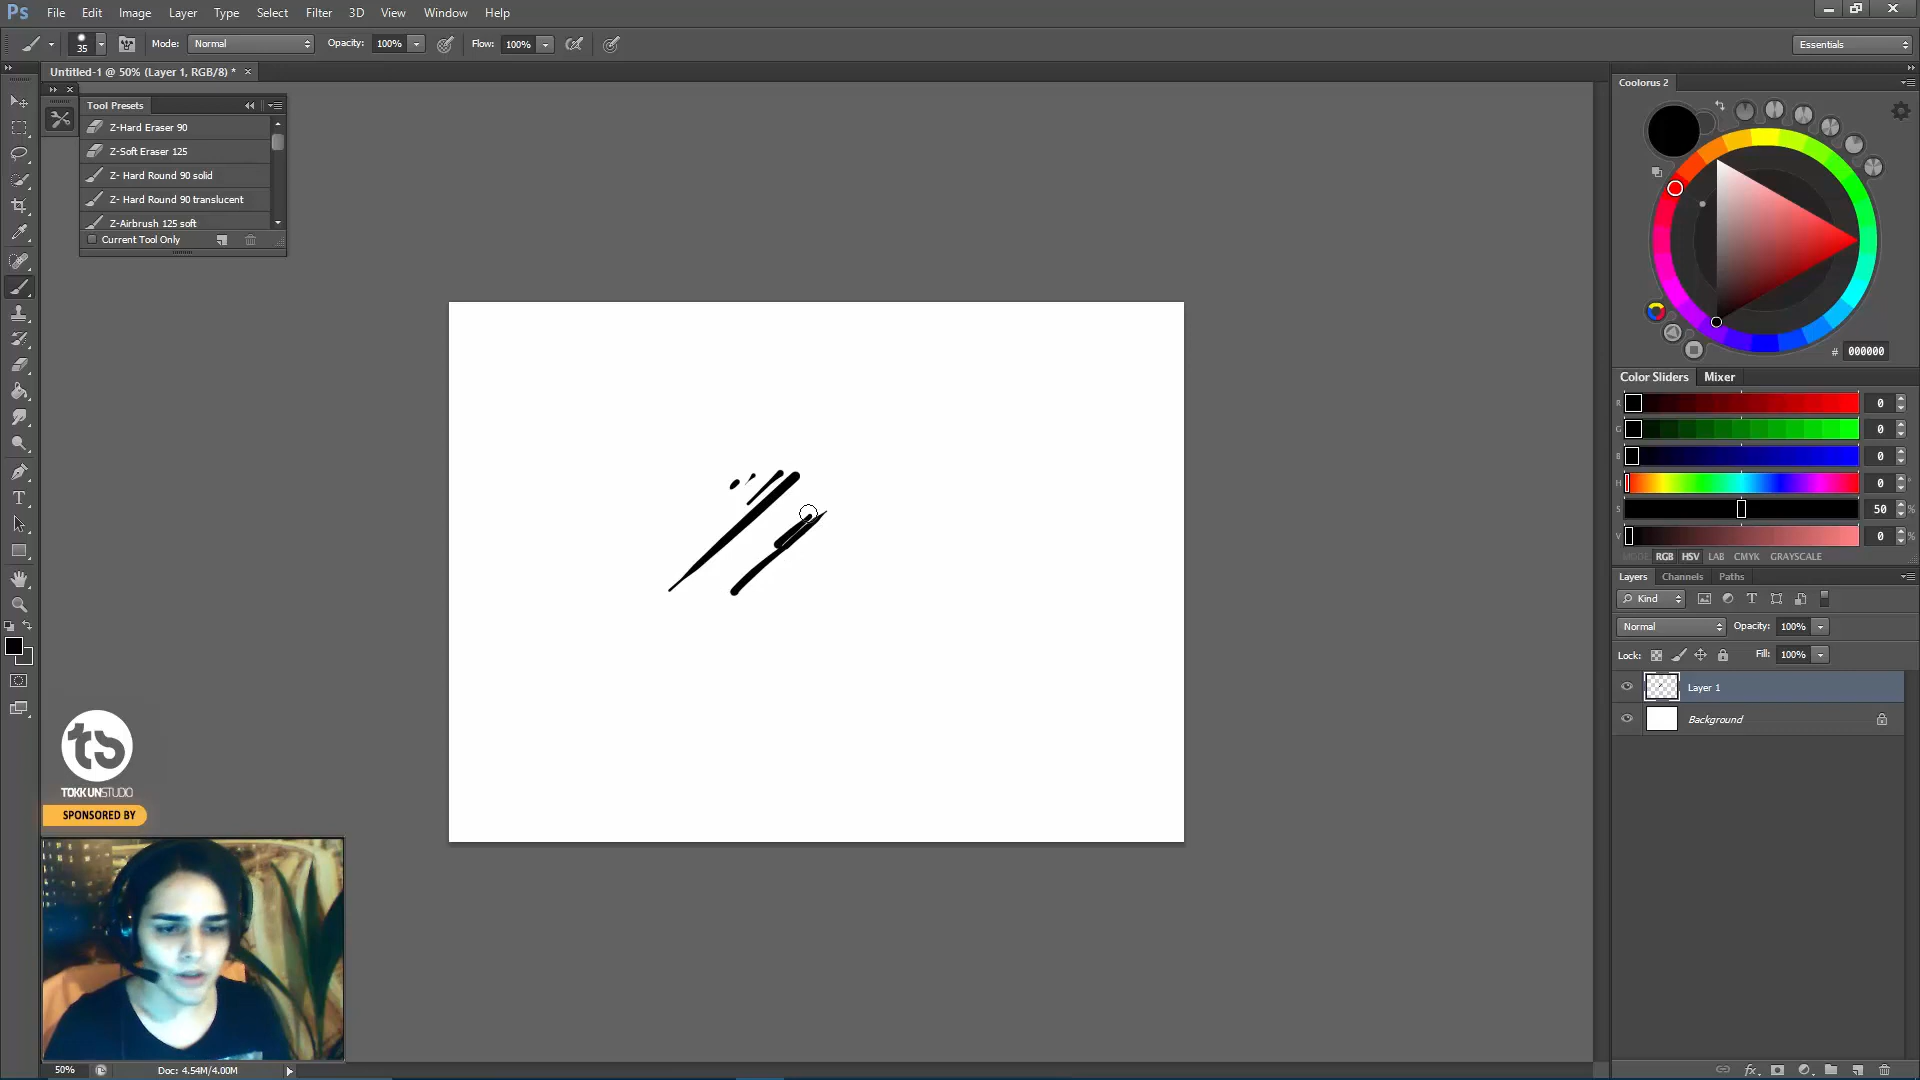 Ps File Edit Image Layer Type Select Filter 3D View Window Help
35 Mode: Normal Opacity: 100% Flow: 100% Essentials
Untitled-1 @ 50% (Layer 1, RGB/8) * ×
Tool Presets
Z-Hard Eraser 90
Z-Soft Eraser 125
Z- Hard Round 90 solid
Z- Hard Round 90 translucent
Z-Airbrush 125 soft
Current Tool Only
Coolorus 2
# 000000
Color Sliders Mixer
R 0
G 0
B 0
H 0 °
S 50 %
V 0 %
MODE RGB HSV LAB CMYK GRAYSCALE
Layers Channels Paths
Kind
Normal Opacity: 100%
Lock: Fill: 100%
Layer 1
Background
fx
ts
TOKKUNSTUDIO
SPONSORED BY
50% Doc: 4.54M/4.00M